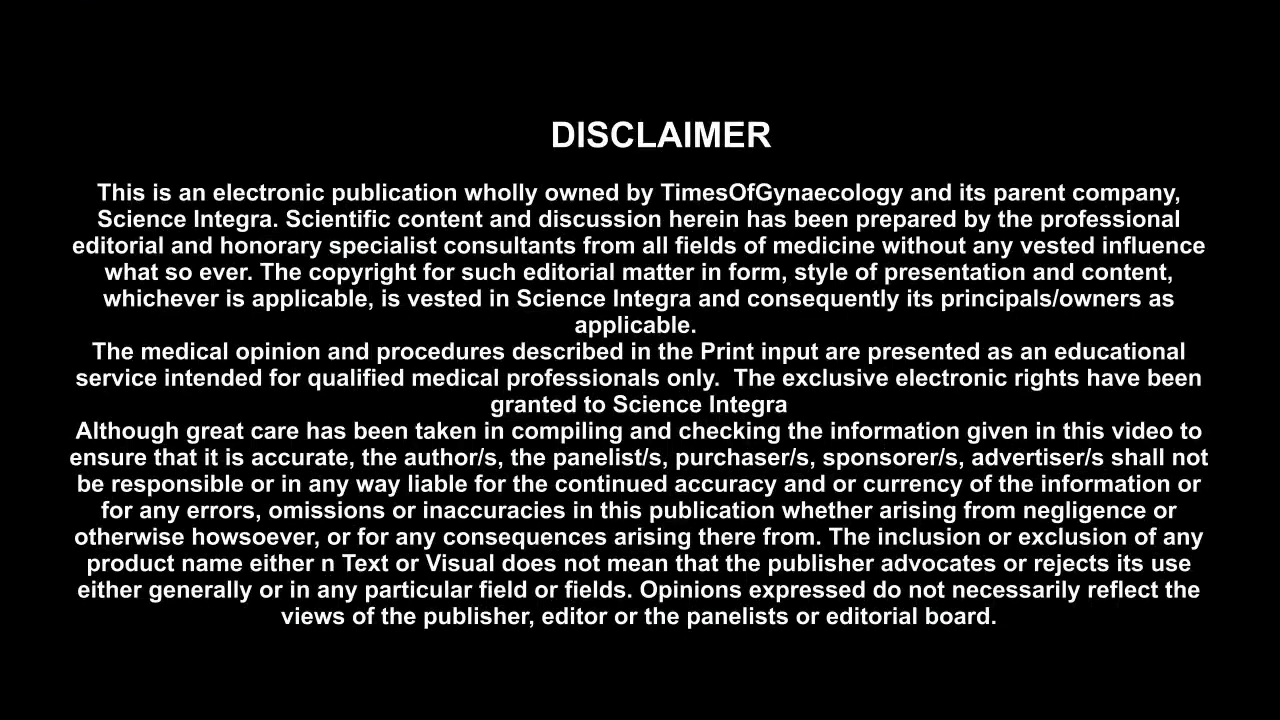 DISCLAIMER
This is an electronic publication wholly owned by TimesOfGynaecology and its parent company,
Science Integra. Scientific content and discussion herein has been prepared by the professional
editorial and honorary specialist consultants from all fields of medicine without any vested influence
what so ever. The copyright for such editorial matter in form, style of presentation and content,
whichever is applicable, is vested in Science Integra and consequently its principals/owners as
applicable.
The medical opinion and procedures described in the Print input are presented as an educational
service intended for qualified medical professionals only.  The exclusive electronic rights have been
granted to Science Integra
Although great care has been taken in compiling and checking the information given in this video to
ensure that it is accurate, the author/s, the panelist/s, purchaser/s, sponsorer/s, advertiser/s shall not
be responsible or in any way liable for the continued accuracy and or currency of the information or
for any errors, omissions or inaccuracies in this publication whether arising from negligence or
otherwise howsoever, or for any consequences arising there from. The inclusion or exclusion of any
product name either n Text or Visual does not mean that the publisher advocates or rejects its use
either generally or in any particular field or fields. Opinions expressed do not necessarily reflect the
views of the publisher, editor or the panelists or editorial board.